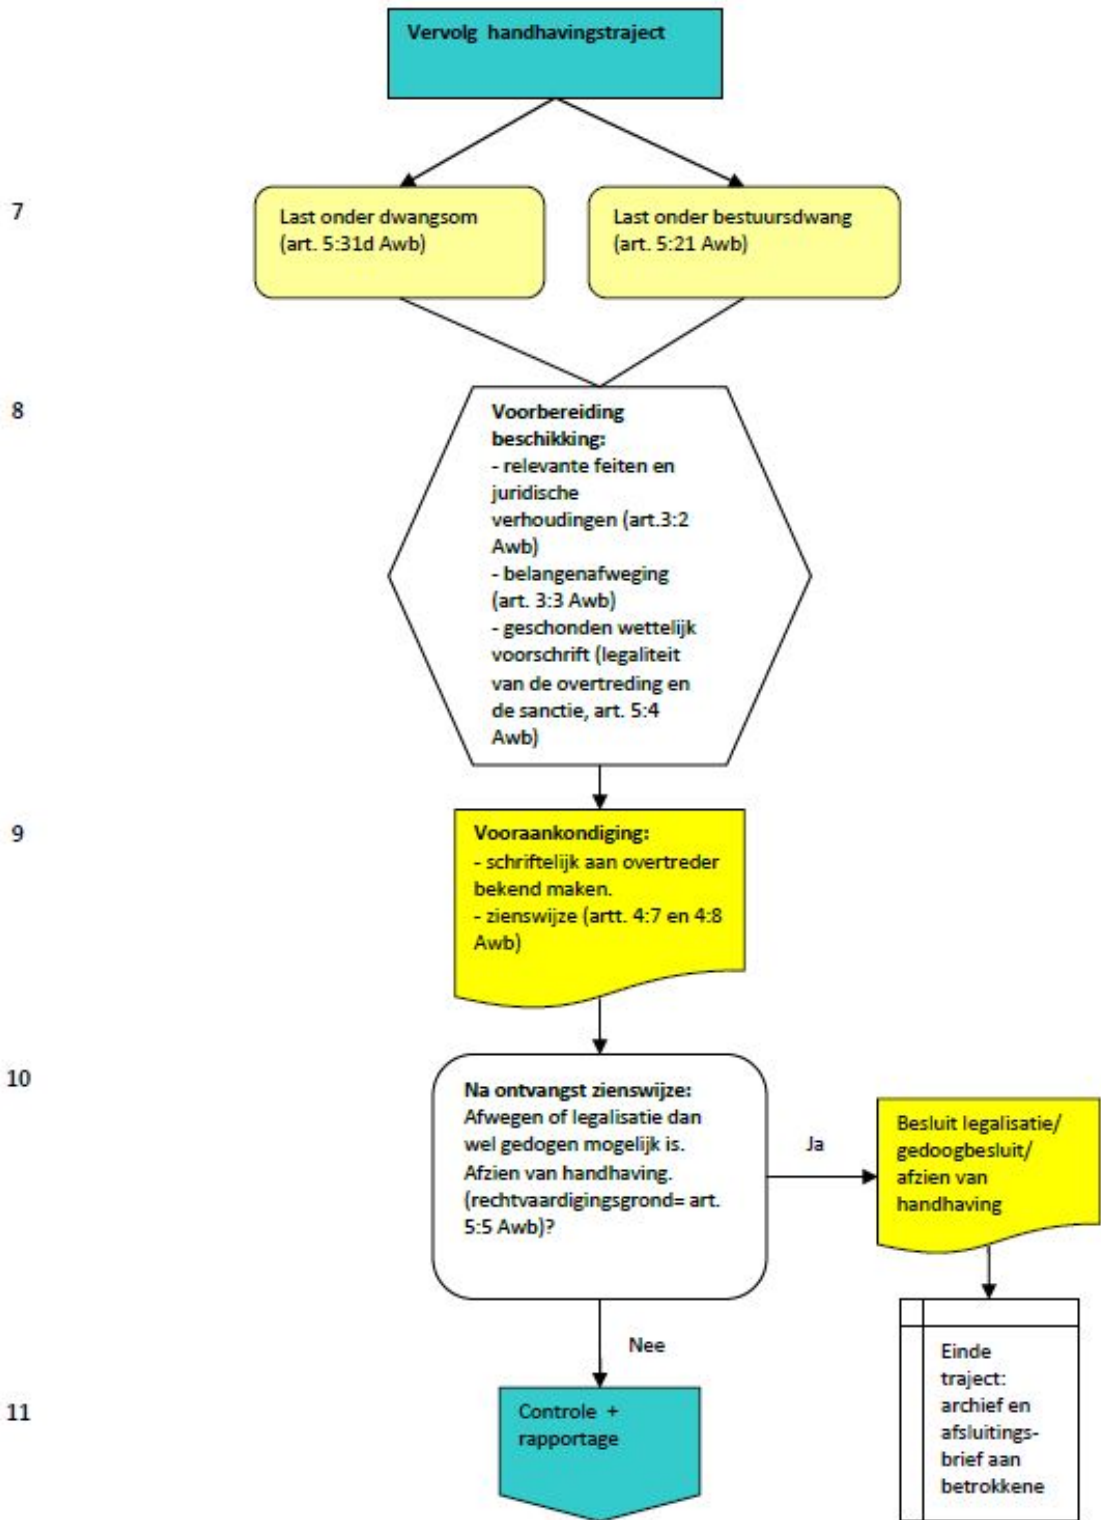 Vervolg handhavingstraject
7
Last onder dwangsom
(art. 5:31d Awb)
Last onder bestuursdwang
(art. 5:21 Awb)
8
Voorbereiding
beschikking:
- relevante feiten en
juridische
verhoudingen (art.3:2
Awb)
- belangenafweging
(art. 3:3 Awb)
- geschonden wettelijk
voorschrift (legaliteit
van de overtreding en
de sanctie, art. 5:4
Awb)
9
Vooraankondiging:
- schriftelijk aan overtreder
bekend maken.
- zienswijze (artt. 4:7 en 4:8
Awb)
10
Na ontvangst zienswijze:
Afwegen of legalisatie dan
wel gedogen mogelijk is.
Afzien van handhaving.
(rechtvaardigingsgrond= art.
5:5 Awb)?
Ja
Besluit legalisatie/
gedoogbesluit/
afzien van
handhaving
Nee
Einde
traject:
archief en
afsluitings-
brief aan
betrokkene
11
Controle +
rapportage